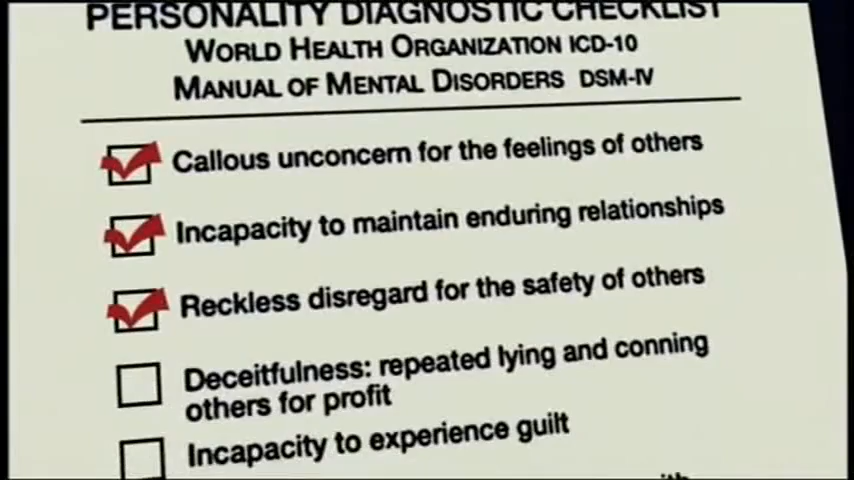 PERSONALITY DIAGNOSTIC CHECKLIST
WORLD HEALTH ORGANIZATION ICD-10
MANUAL OF MENTAL DISORDERS DSM-IV
Callous unconcern for the feelings of others
Incapacity to maintain enduring relationships
Reckless disregard for the safety of others
Deceitfulness: repeated lying and conning
others for profit
Incapacity to experience guilt